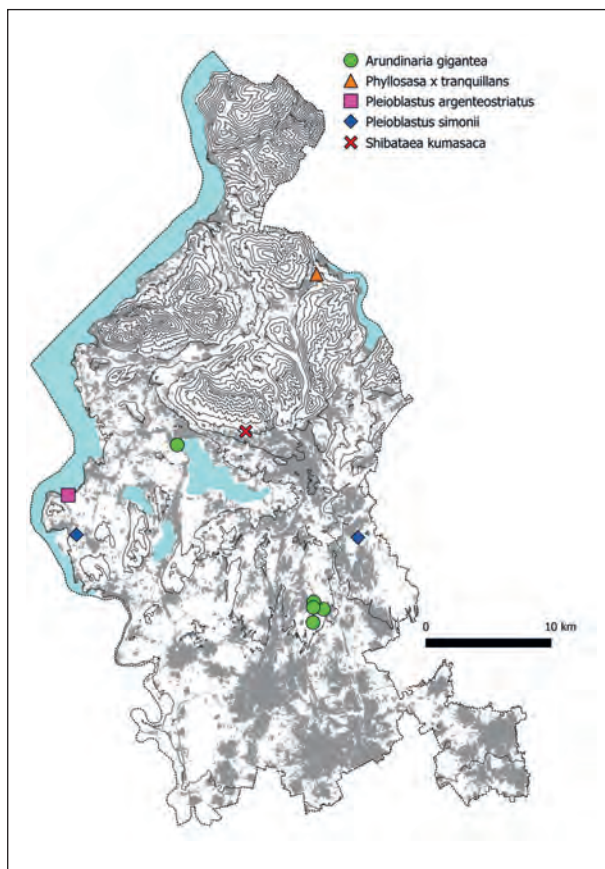 Arundinaria gigantea
Phyllosasa x tranquillans
Pleioblastus argenteostriatus
Pleioblastus simonii
Shibataea kumasaca
0 10 km